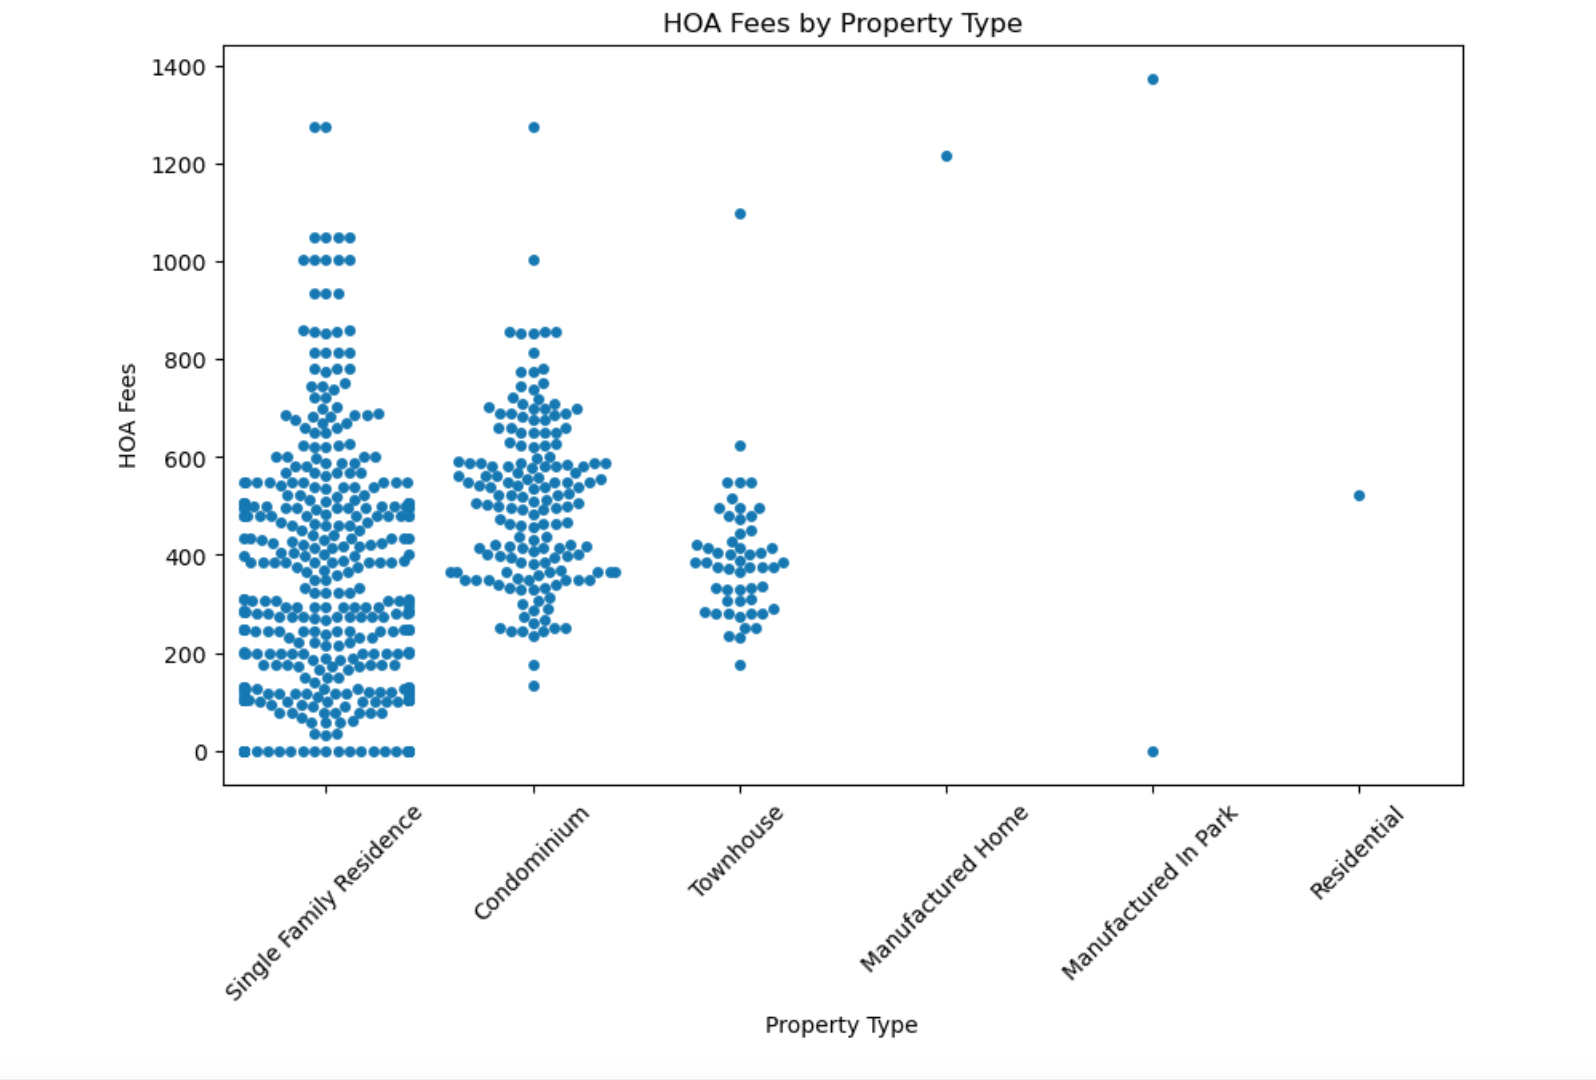 HOA Fees by Property Type
1400
1200
1000
800
600
400
200
0
HOA Fees
Single Family Residence
Condominium
Townhouse
Manufactured Home
Manufactured In Park
Residential
Property Type